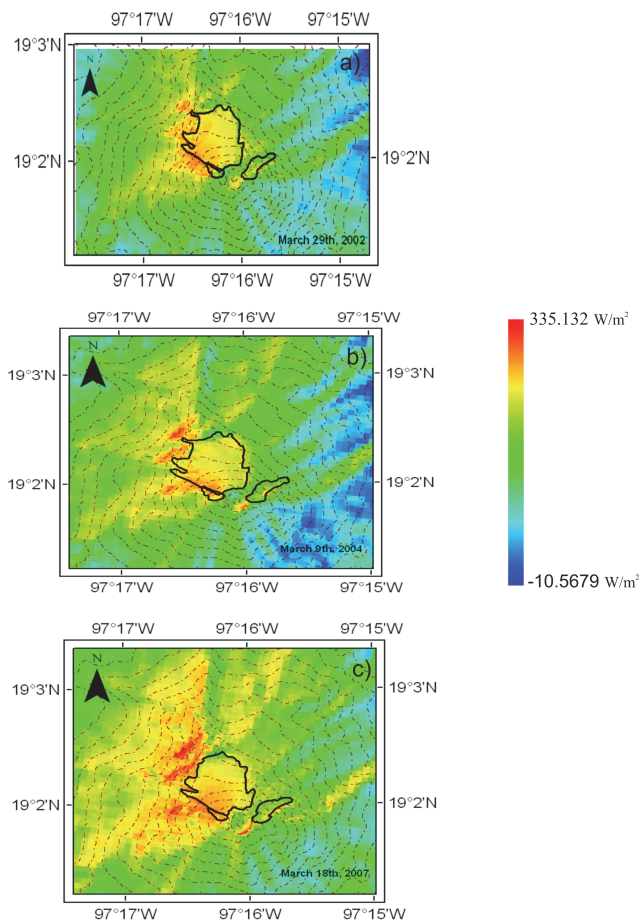 97°17'W 97°16'W 97°15'W
19°3'N
N
a)
19°2'N 19°2'N
March 29th, 2002
97°17'W 97°16'W 97°15'W
97°17'W 97°16'W 97°15'W
335.132 W/m²
N
b)
19°3'N 19°3'N
19°2'N 19°2'N
March 9th, 2004
-10.5679 W/m²
97°17'W 97°16'W 97°15'W
97°17'W 97°16'W 97°15'W
N
c)
19°3'N 19°3'N
19°2'N 19°2'N
March 18th, 2007
97°17'W 97°16'W 97°15'W